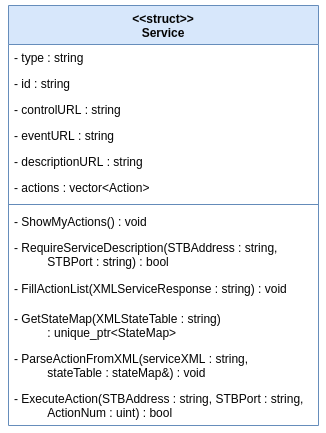 <<struct>>
Service
- type : string
- id : string
- controlURL : string
- eventURL : string
- descriptionURL : string
- actions : vector<Action>
- ShowMyActions() : void
- RequireServiceDescription(STBAddress : string,
STBPort : string) : bool
- FillActionList(XMLServiceResponse : string) : void
- GetStateMap(XMLStateTable : string)
: unique_ptr<StateMap>
- ParseActionFromXML(serviceXML : string,
stateTable : stateMap&) : void
- ExecuteAction(STBAddress : string, STBPort : string,
ActionNum : uint) : bool